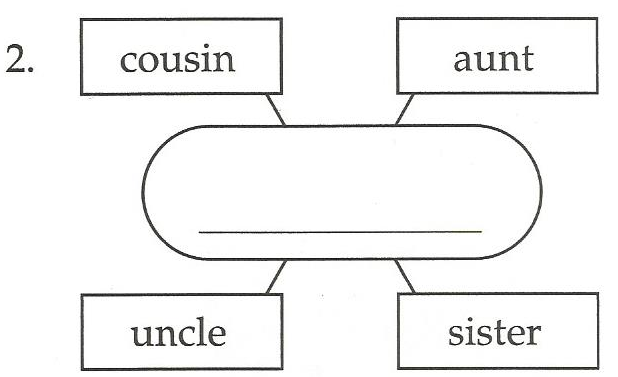 2.
cousin
aunt
uncle
sister